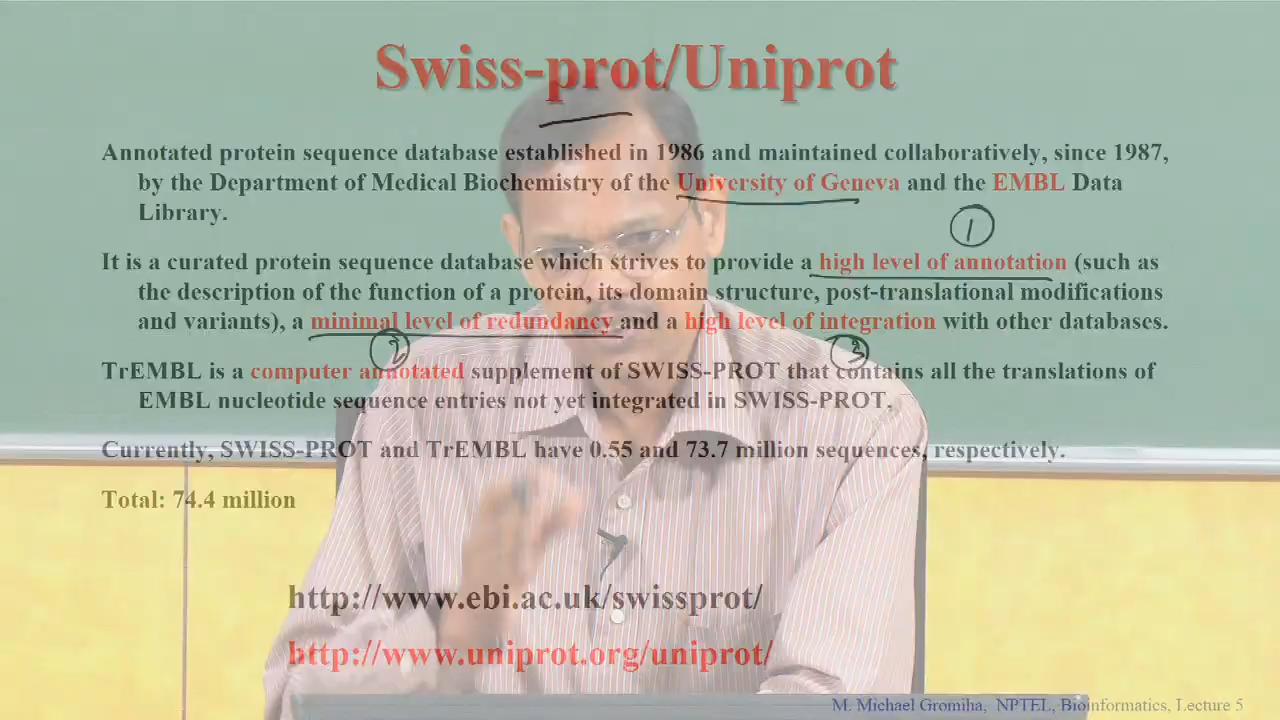 Swiss-prot/Uniprot
Annotated protein sequence database established in 1986 and maintained collaboratively, since 1987,
by the Department of Medical Biochemistry of the University of Geneva and the EMBL Data
Library.
1
It is a curated protein sequence database which strives to provide a high level of annotation (such as
the description of the function of a protein, its domain structure, post-translational modifications
and variants), a minimal level of redundancy and a high level of integration with other databases.
2 3
TrEMBL is a computer annotated supplement of SWISS-PROT that contains all the translations of
EMBL nucleotide sequence entries not yet integrated in SWISS-PROT.
Currently, SWISS-PROT and TrEMBL have 0.55 and 73.7 million sequences, respectively.
Total: 74.4 million
http://www.ebi.ac.uk/swissprot/
http://www.uniprot.org/uniprot/
M. Michael Gromiha, NPTEL, Bioinformatics, Lecture 5